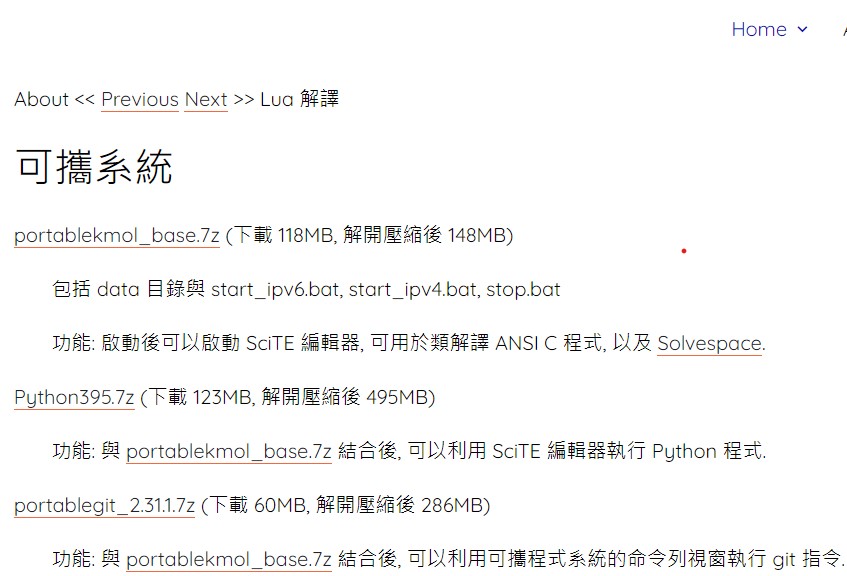 Home
About << Previous Next >> Lua 解譯
可攜系統
portablekmol_base.7z (下載 118MB, 解開壓縮後 148MB)
包括 data 目錄與 start_ipv6.bat, start_ipv4.bat, stop.bat
功能: 啟動後可以啟動 SciTE 編輯器, 可用於類解譯 ANSI C 程式, 以及 Solvespace.
Python395.7z (下載 123MB, 解開壓縮後 495MB)
功能: 與 portablekmol_base.7z 結合後, 可以利用 SciTE 編輯器執行 Python 程式.
portablegit_2.31.1.7z (下載 60MB, 解開壓縮後 286MB)
功能: 與 portablekmol_base.7z 結合後, 可以利用可攜程式系統的命令列視窗執行 git 指令.